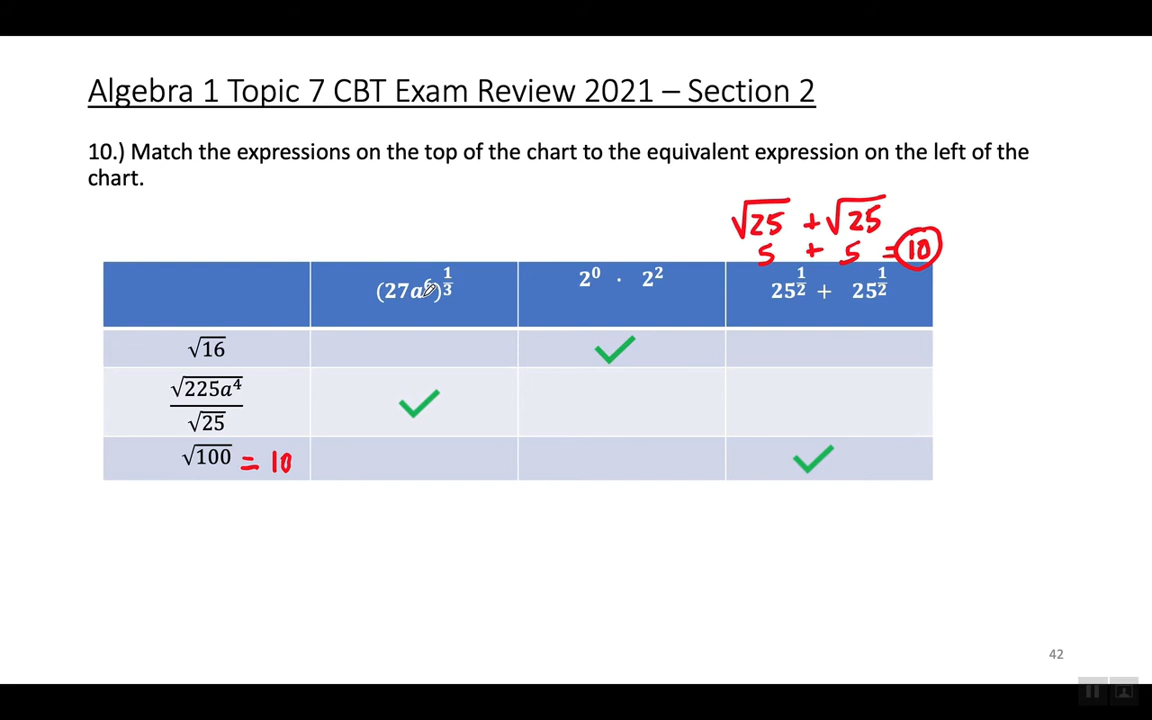 Algebra 1 Topic 7 CBT Exam Review 2021 – Section 2
10.) Match the expressions on the top of the chart to the equivalent expression on the left of the
chart.
√25 + √25
5 + 5 = 10
(27a⁶)^(1/3) 2⁰ · 2² 25^(1/2) + 25^(1/2)
√16
√225a⁴
√25
√100 = 10
42